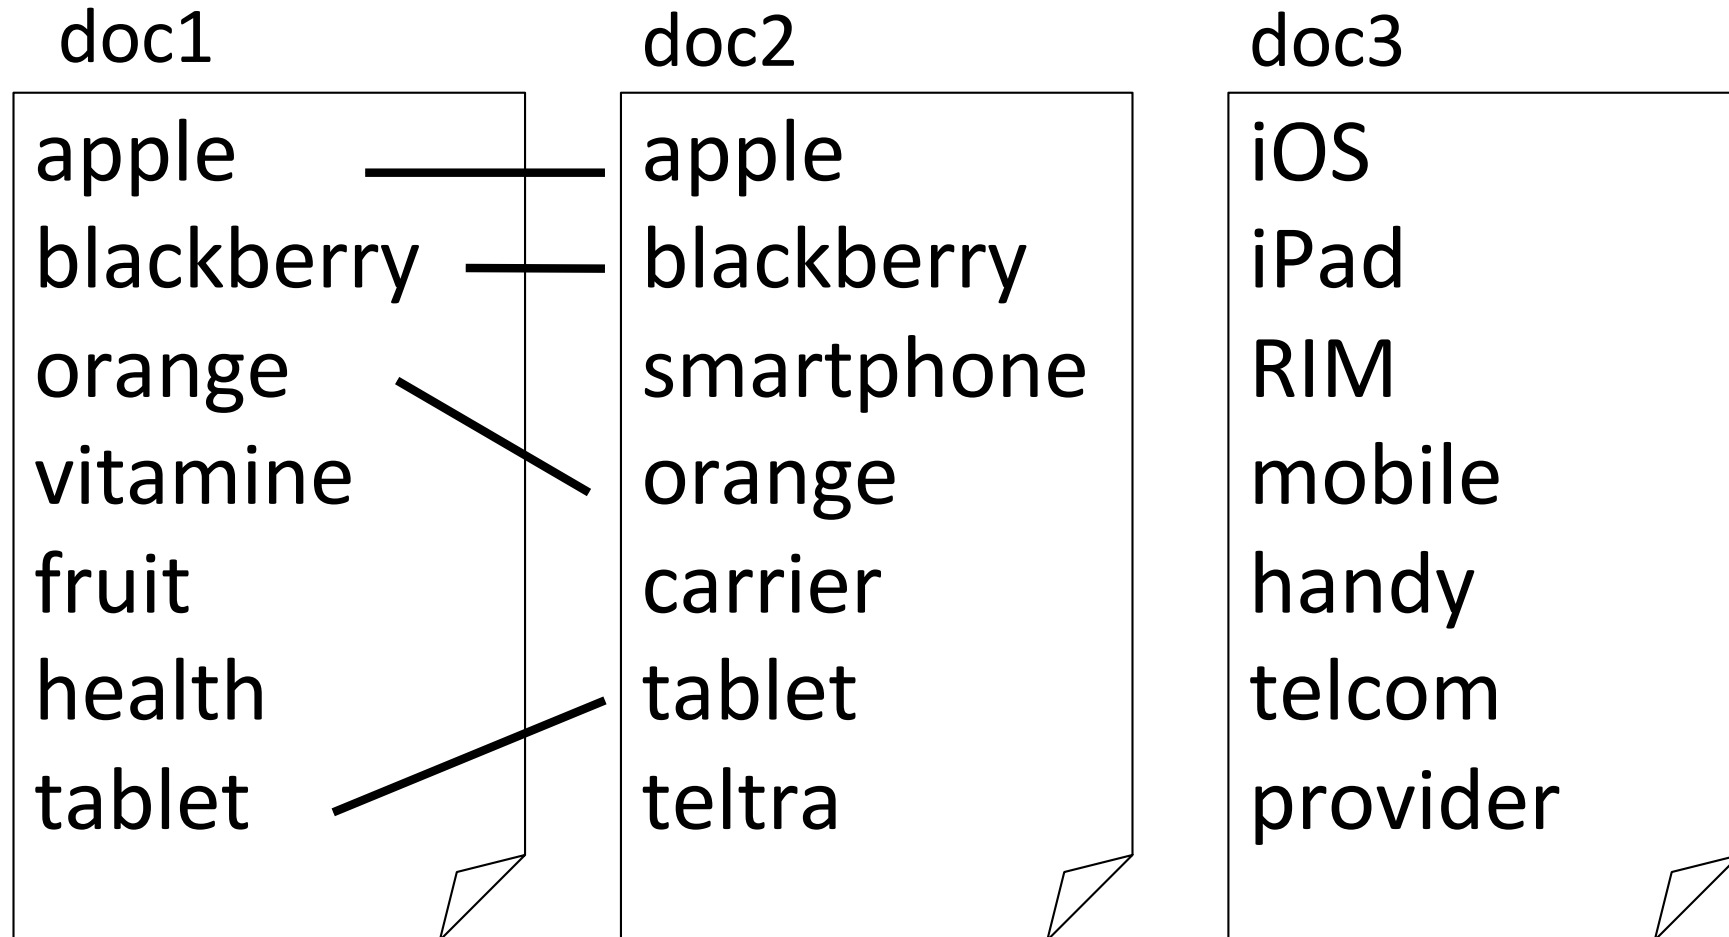 doc1
apple
blackberry
orange
vitamine
fruit
health
tablet
doc2
apple
blackberry
smartphone
orange
carrier
tablet
teltra
doc3
iOS
iPad
RIM
mobile
handy
telcom
provider